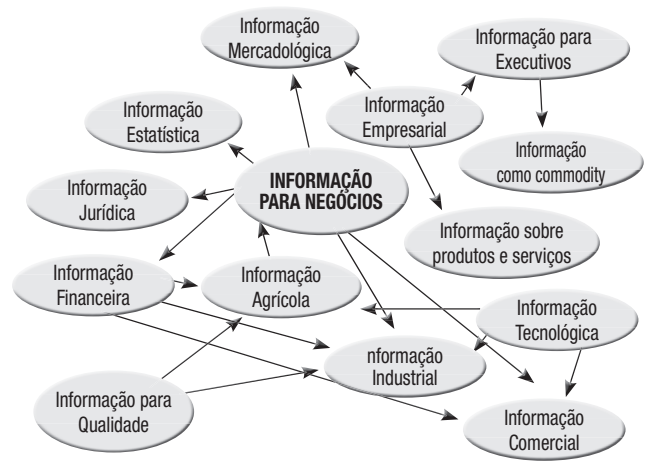 Informação
Mercadológica
Informação para
Executivos
Informação
Estatística
Informação
Empresarial
Informação
como commodity
INFORMAÇÃO
PARA NEGÓCIOS
Informação
Jurídica
Informação sobre
produtos e serviços
Informação
Financeira
Informação
Agrícola
Informação
Tecnológica
nformação
Industrial
Informação para
Qualidade
Informação
Comercial